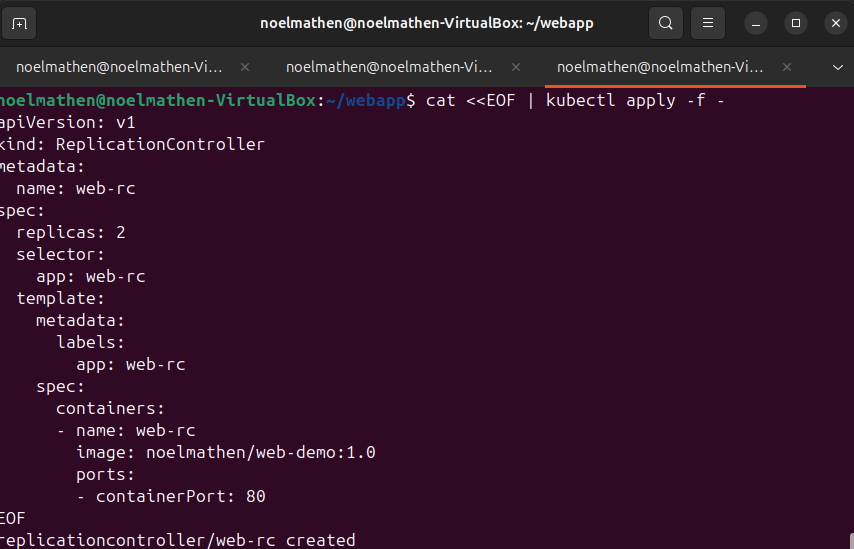 noelmathen@noelmathen-VirtualBox: ~/webapp
noelmathen@noelmathen-Vi... × noelmathen@noelmathen-Vi... × noelmathen@noelmathen-Vi... ×
noelmathen@noelmathen-VirtualBox:~/webapp$ cat <<EOF | kubectl apply -f -
apiVersion: v1
kind: ReplicationController
metadata:
  name: web-rc
spec:
  replicas: 2
  selector:
    app: web-rc
  template:
    metadata:
      labels:
        app: web-rc
    spec:
      containers:
      - name: web-rc
        image: noelmathen/web-demo:1.0
        ports:
        - containerPort: 80
EOF
replicationcontroller/web-rc created